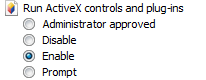 Run ActiveX controls and plug-ins
Administrator approved
Disable
Enable
Prompt